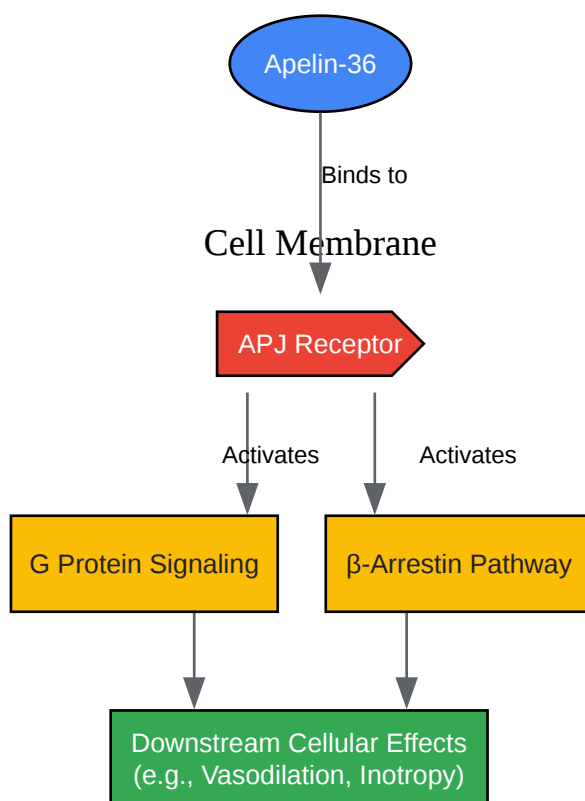 Apelin-36
Binds to
Cell Membrane
APJ Receptor
Activates
Activates
G Protein Signaling
β-Arrestin Pathway
Downstream Cellular Effects
(e.g., Vasodilation, Inotropy)